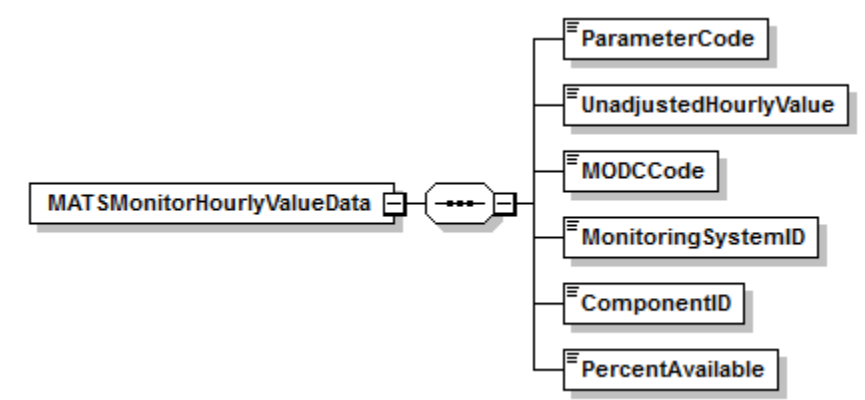 ParameterCode
UnadjustedHourlyValue
MODCCode
MATSMonitorHourlyValueData
MonitoringSystemID
ComponentID
PercentAvailable